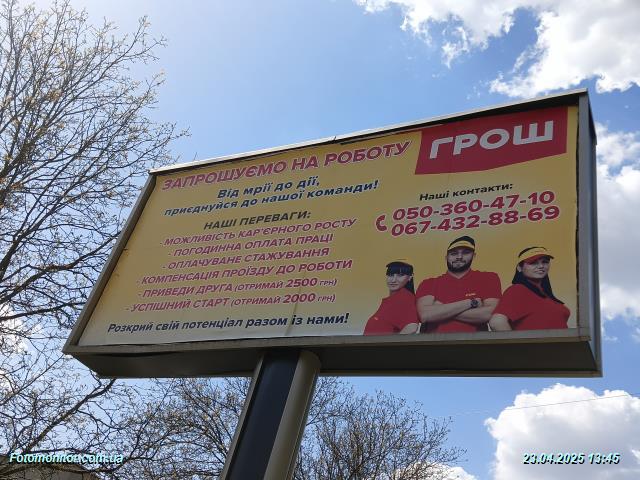 ЗАПРОШУЄМО НА РОБОТУ
ГРОШ
Від мрії до дії,
приєднуйся до нашої команди!
НАШІ ПЕРЕВАГИ:
- МОЖЛИВІСТЬ КАР'ЄРНОГО РОСТУ
- ПОГОДИННА ОПЛАТА ПРАЦІ
- ОПЛАЧУВАНЕ СТАЖУВАННЯ
- КОМПЕНСАЦІЯ ПРОЇЗДУ ДО РОБОТИ
- ПРИВЕДИ ДРУГА (ОТРИМАЙ 2500 ГРН)
- УСПІШНИЙ СТАРТ (ОТРИМАЙ 2000 ГРН)
Розкрий свій потенціал разом із нами!
Наші контакти:
050-360-47-10
067-432-88-69
Fotomonitor.com.ua
23.04.2025 13:45